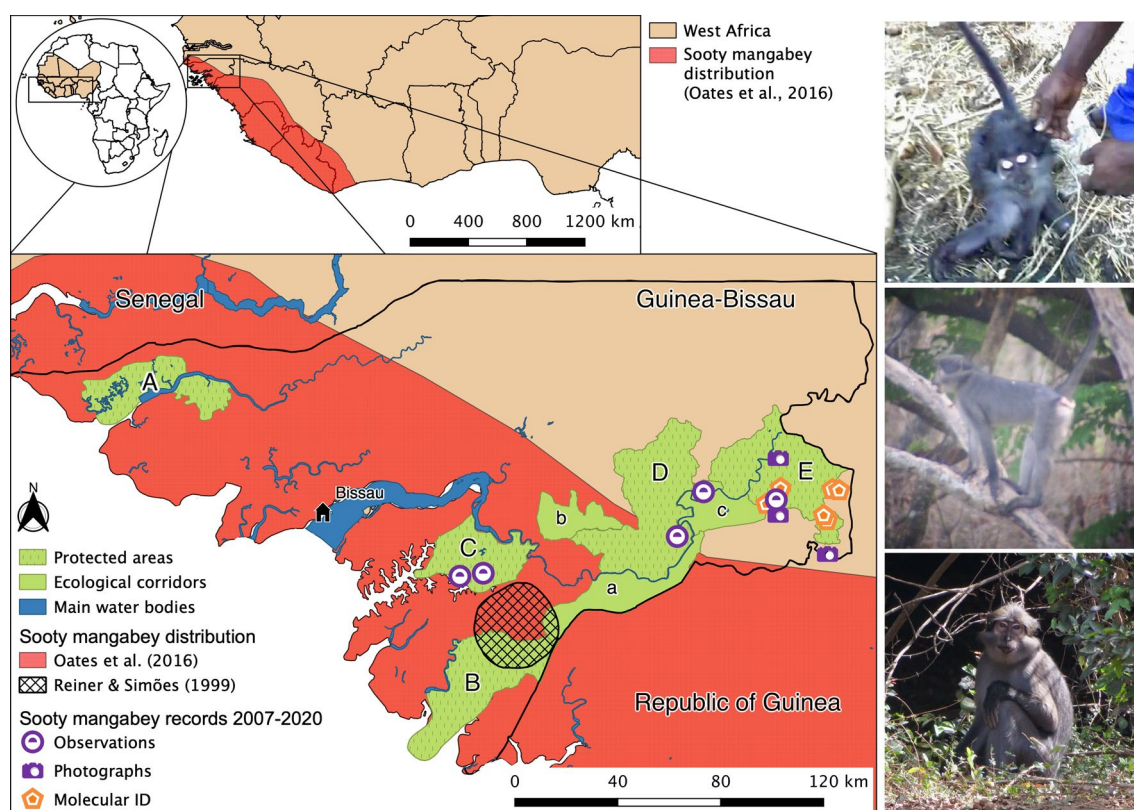 West Africa
Sooty mangabey
distribution
(Oates et al., 2016)
0 400 800 1200 km
Senegal
Guinea-Bissau
A
D
E
Bissau
b
c
C
a
B
Republic of Guinea
N
Protected areas
Ecological corridors
Main water bodies
Sooty mangabey distribution
Oates et al. (2016)
Reiner & Simões (1999)
Sooty mangabey records 2007-2020
Observations
Photographs
Molecular ID
0 40 80 120 km